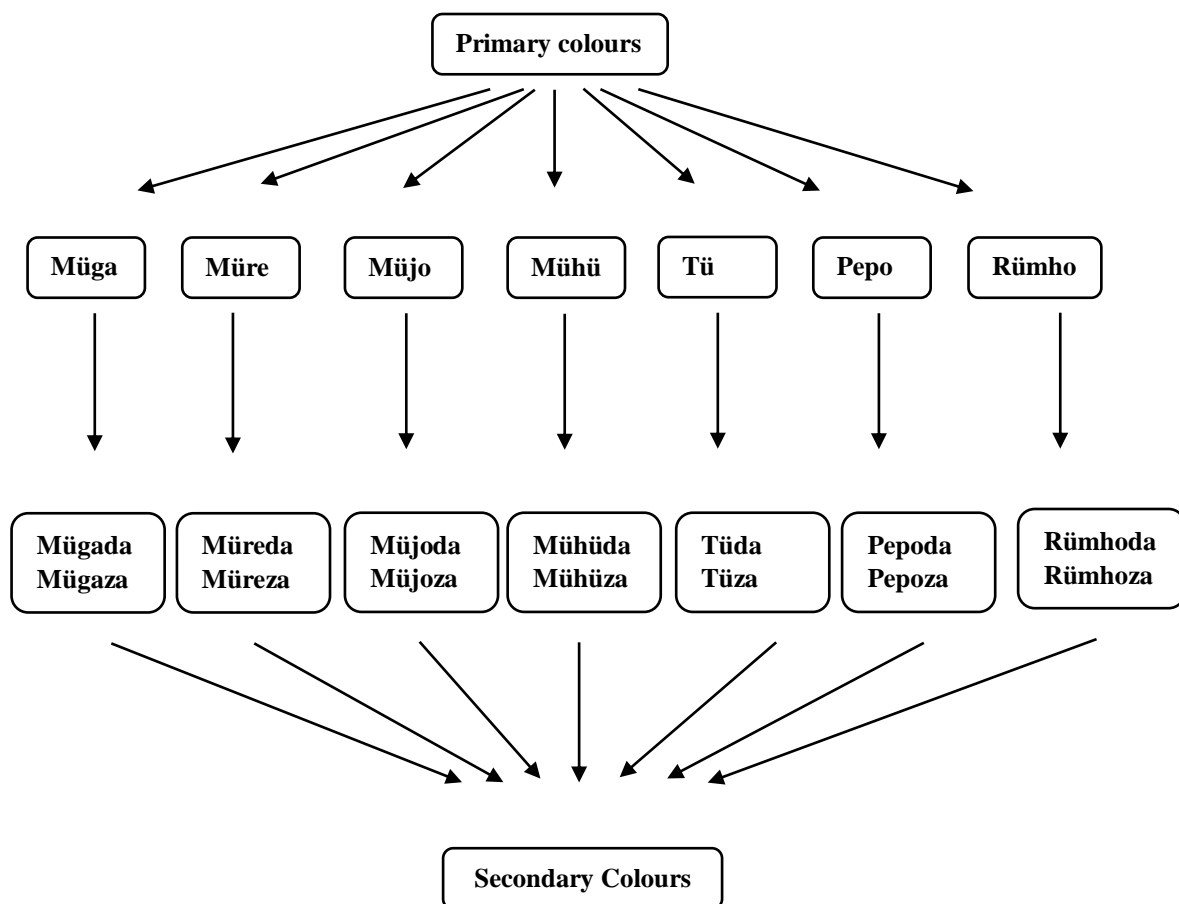 Primary colours
Müga
Müre
Müjo
Mühü
Tü
Pepo
Rümho
Mügada
Mügaza
Müreda
Müreza
Müjoda
Müjoza
Mühüda
Mühüza
Tüda
Tüza
Pepoda
Pepoza
Rümhoda
Rümhoza
Secondary Colours